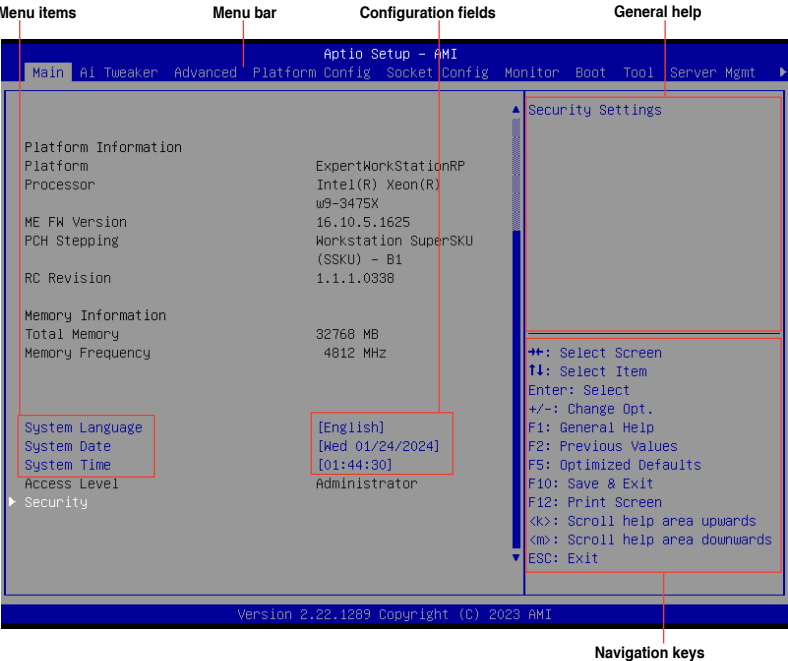 Menu items Menu bar Configuration fields General help
Aptio Setup – AMI
Main Ai Tweaker Advanced Platform Config Socket Config Monitor Boot Tool Server Mgmt
Security Settings
Platform Information
Platform ExpertWorkStationRP
Processor Intel(R) Xeon(R)
w9-3475X
ME FW Version 16.10.5.1625
PCH Stepping Workstation SuperSKU
(SSKU) – B1
RC Revision 1.1.1.0338
Memory Information
Total Memory 32768 MB
Memory Frequency 4812 MHz
System Language [English]
System Date [Wed 01/24/2024]
System Time [01:44:30]
Access Level Administrator
Security
→←: Select Screen
↑↓: Select Item
Enter: Select
+/-: Change Opt.
F1: General Help
F2: Previous Values
F5: Optimized Defaults
F10: Save & Exit
F12: Print Screen
<k>: Scroll help area upwards
<m>: Scroll help area downwards
ESC: Exit
Version 2.22.1289 Copyright (C) 2023 AMI
Navigation keys